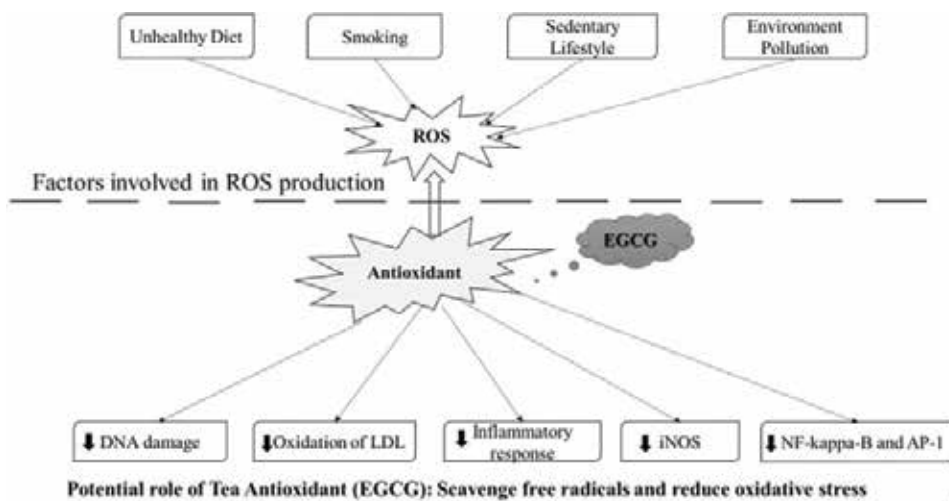 Unhealthy Diet
Smoking
Sedentary
Lifestyle
Environment
Pollution
ROS
Factors involved in ROS production
EGCG
Antioxidant
DNA damage
Oxidation of LDL
Inflammatory
response
iNOS
NF-kappa-B and AP-1
Potential role of Tea Antioxidant (EGCG): Scavenge free radicals and reduce oxidative stress